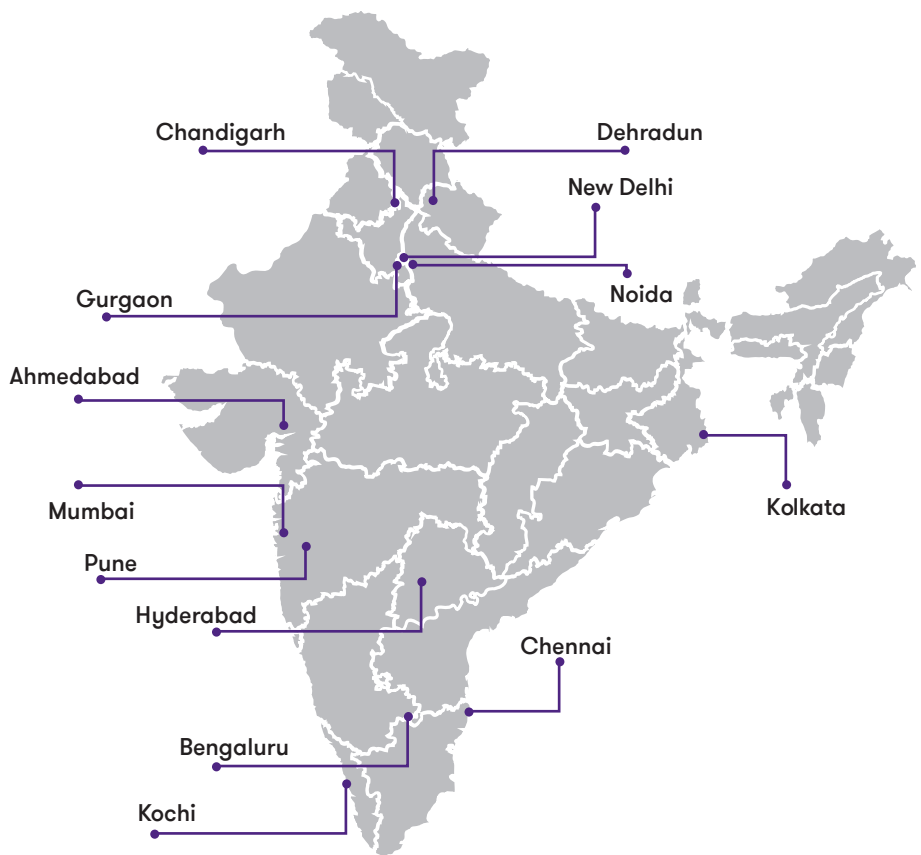 Chandigarh
Dehradun
New Delhi
Gurgaon
Noida
Ahmedabad
Mumbai
Kolkata
Pune
Hyderabad
Chennai
Bengaluru
Kochi